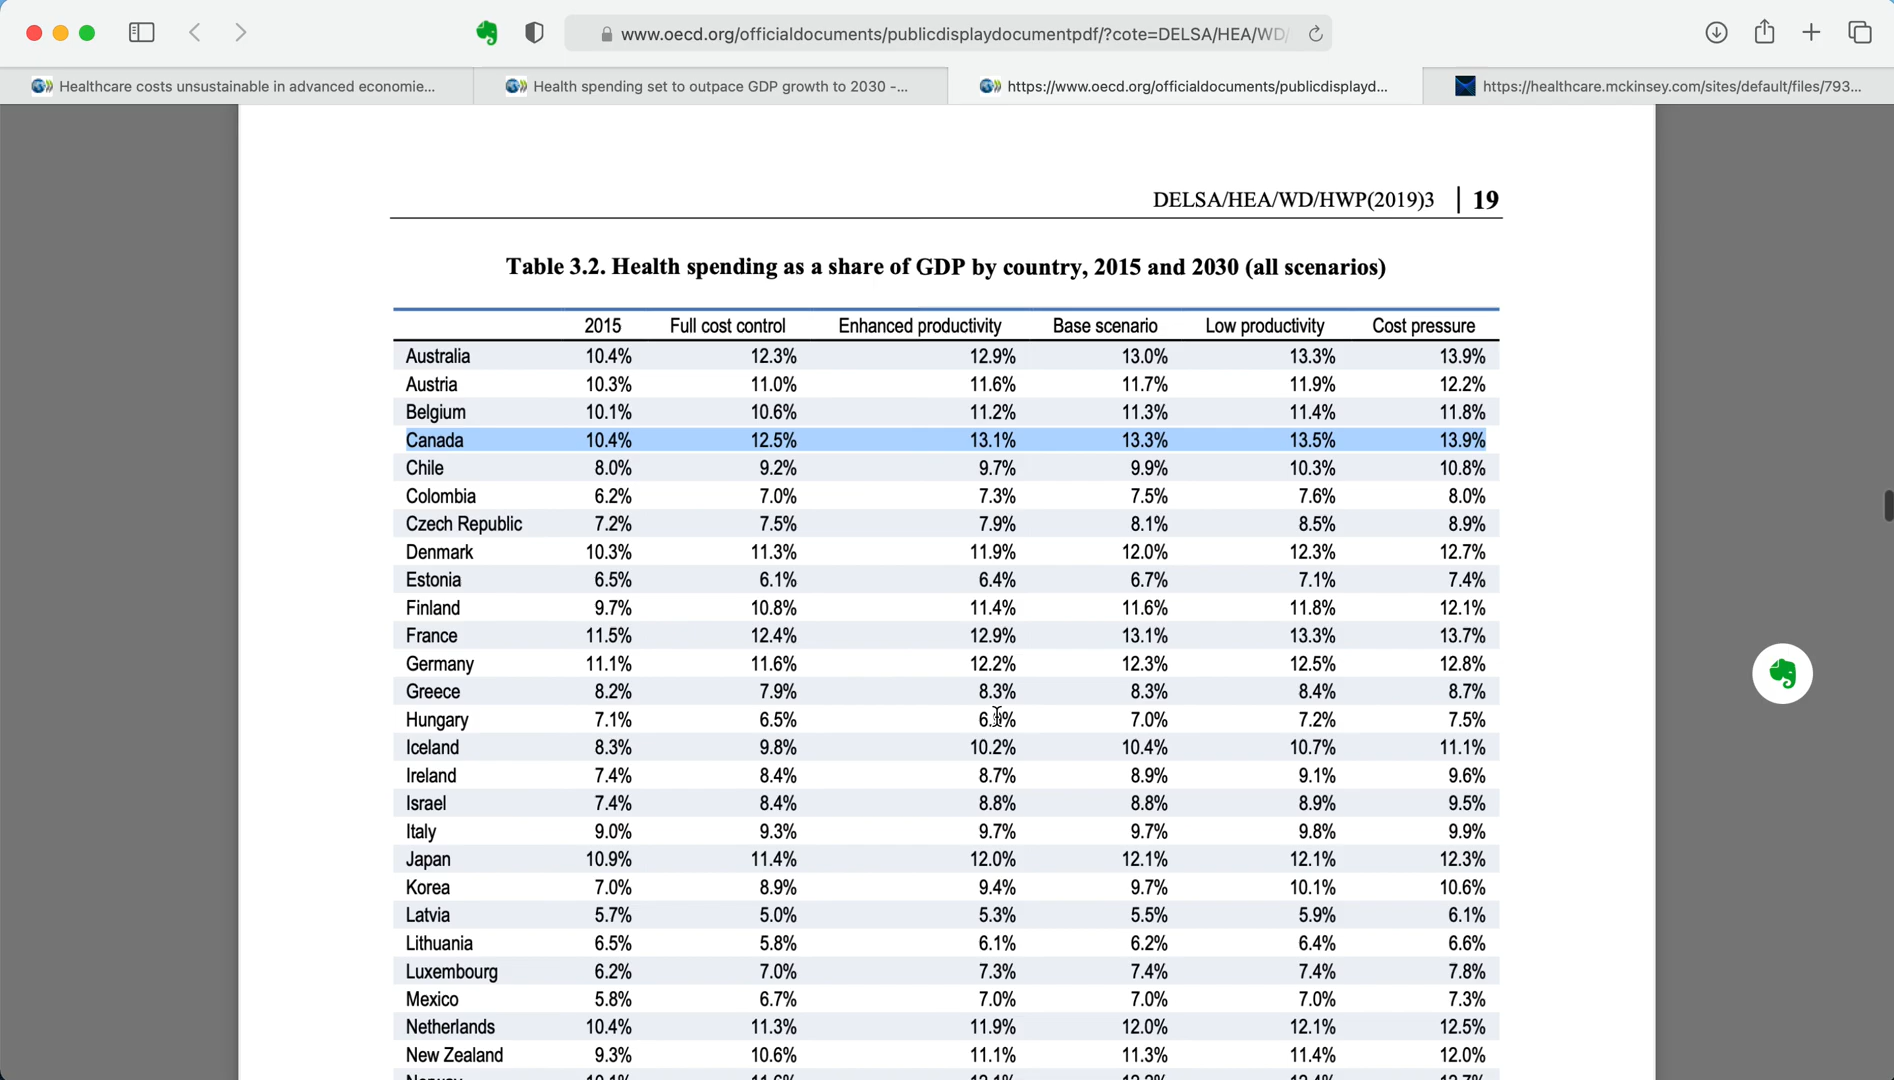 www.oecd.org/officialdocuments/publicdisplaydocumentpdf/?cote=DELSA/HEA/WD/
Healthcare costs unsustainable in advanced economie...
Health spending set to outpace GDP growth to 2030 -...
https://www.oecd.org/officialdocuments/publicdisplayd...
https://healthcare.mckinsey.com/sites/default/files/793...
DELSA/HEA/WD/HWP(2019)3 | 19
Table 3.2. Health spending as a share of GDP by country, 2015 and 2030 (all scenarios)
2015 Full cost control Enhanced productivity Base scenario Low productivity Cost pressure
Australia 10.4% 12.3% 12.9% 13.0% 13.3% 13.9%
Austria 10.3% 11.0% 11.6% 11.7% 11.9% 12.2%
Belgium 10.1% 10.6% 11.2% 11.3% 11.4% 11.8%
Canada 10.4% 12.5% 13.1% 13.3% 13.5% 13.9%
Chile 8.0% 9.2% 9.7% 9.9% 10.3% 10.8%
Colombia 6.2% 7.0% 7.3% 7.5% 7.6% 8.0%
Czech Republic 7.2% 7.5% 7.9% 8.1% 8.5% 8.9%
Denmark 10.3% 11.3% 11.9% 12.0% 12.3% 12.7%
Estonia 6.5% 6.1% 6.4% 6.7% 7.1% 7.4%
Finland 9.7% 10.8% 11.4% 11.6% 11.8% 12.1%
France 11.5% 12.4% 12.9% 13.1% 13.3% 13.7%
Germany 11.1% 11.6% 12.2% 12.3% 12.5% 12.8%
Greece 8.2% 7.9% 8.3% 8.3% 8.4% 8.7%
Hungary 7.1% 6.5% 7.0% 7.2% 7.5%
Iceland 8.3% 9.8% 10.2% 10.4% 10.7% 11.1%
Ireland 7.4% 8.4% 8.7% 8.9% 9.1% 9.6%
Israel 7.4% 8.4% 8.8% 8.8% 8.9% 9.5%
Italy 9.0% 9.3% 9.7% 9.7% 9.8% 9.9%
Japan 10.9% 11.4% 12.0% 12.1% 12.1% 12.3%
Korea 7.0% 8.9% 9.4% 9.7% 10.1% 10.6%
Latvia 5.7% 5.0% 5.3% 5.5% 5.9% 6.1%
Lithuania 6.5% 5.8% 6.1% 6.2% 6.4% 6.6%
Luxembourg 6.2% 7.0% 7.3% 7.4% 7.4% 7.8%
Mexico 5.8% 6.7% 7.0% 7.0% 7.0% 7.3%
Netherlands 10.4% 11.3% 11.9% 12.0% 12.1% 12.5%
New Zealand 9.3% 10.6% 11.1% 11.3% 11.4% 12.0%